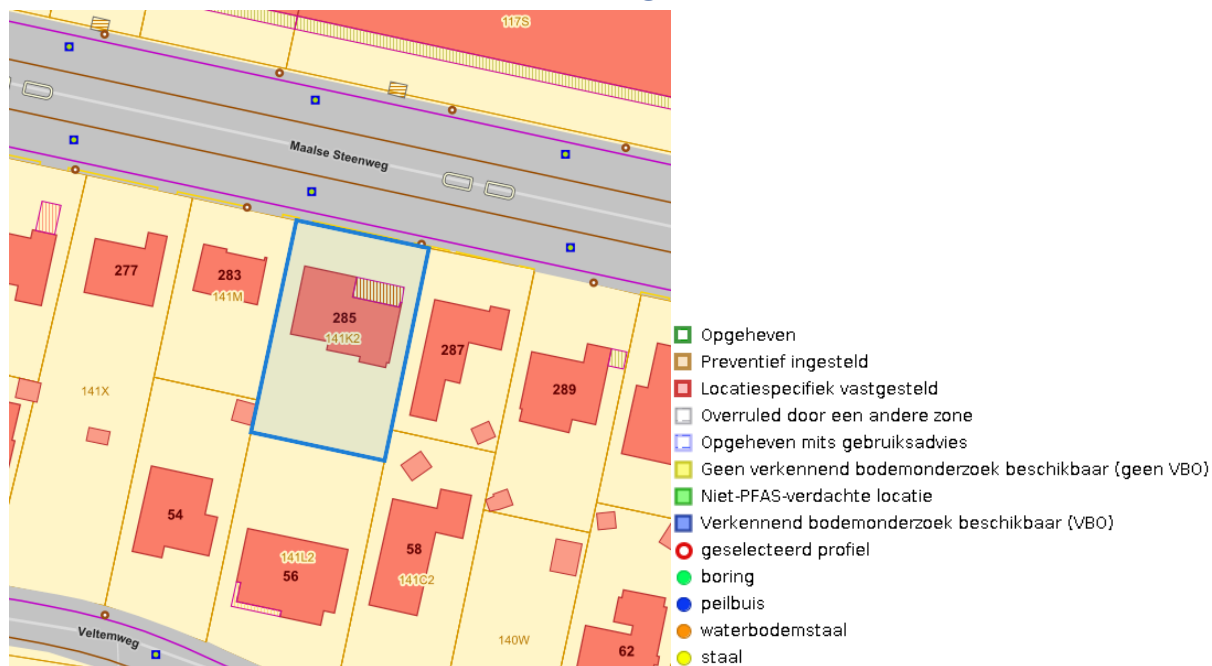 117S
Maalse Steenweg
277
283
141M
285
141K2
287
289
141X
54
141L2
56
58
141C2
140W
62
Veltemweg
Opgeheven
Preventief ingesteld
Locatiespecifiek vastgesteld
Overruled door een andere zone
Opgeheven mits gebruiksadvies
Geen verkennend bodemonderzoek beschikbaar (geen VBO)
Niet-PFAS-verdachte locatie
Verkennend bodemonderzoek beschikbaar (VBO)
geselecteerd profiel
boring
peilbuis
waterbodemstaal
staal